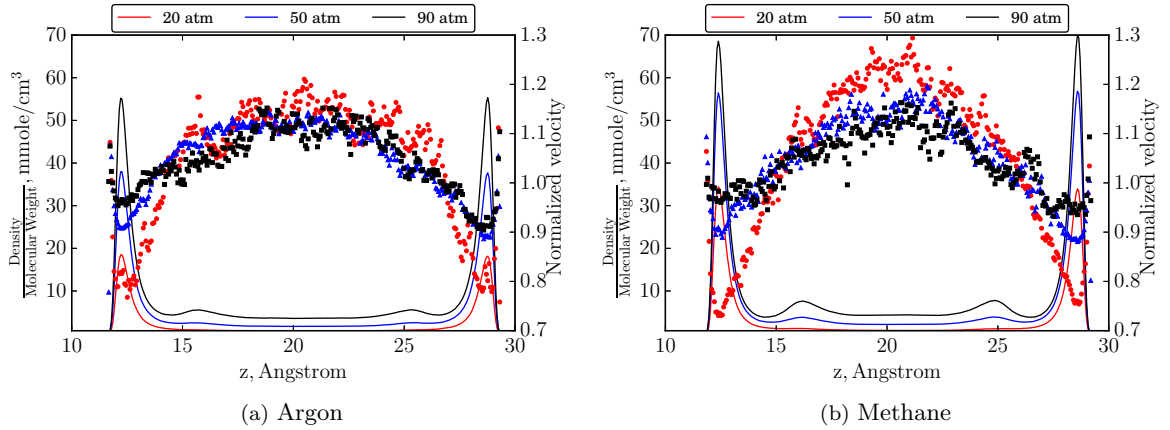 20 atm 50 atm 90 atm
70
60
50
40
30
20
10
Density
Molecular Weight, mmole/cm³
1.3
1.2
1.1
1.0
0.9
0.8
0.7
Normalized velocity
10 15 20 25 30
z, Angstrom
(a) Argon
20 atm 50 atm 90 atm
70
60
50
40
30
20
10
Density
Molecular Weight, mmole/cm³
1.3
1.2
1.1
1.0
0.9
0.8
0.7
Normalized velocity
10 15 20 25 30
z, Angstrom
(b) Methane